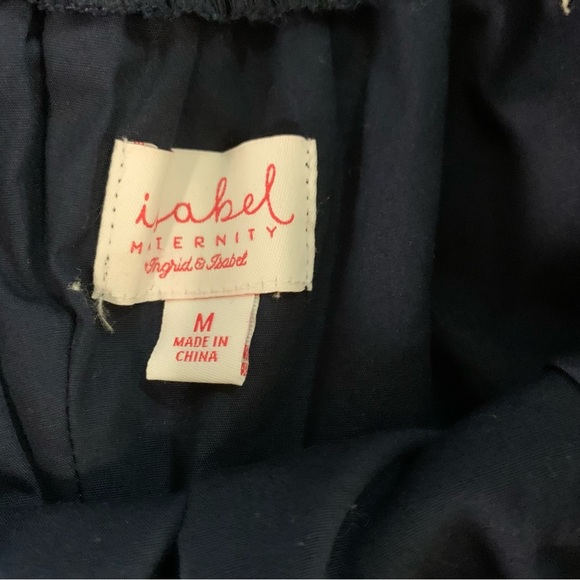 isabel
MATERNITY
Ingrid & Isabel
M
MADE IN
CHINA